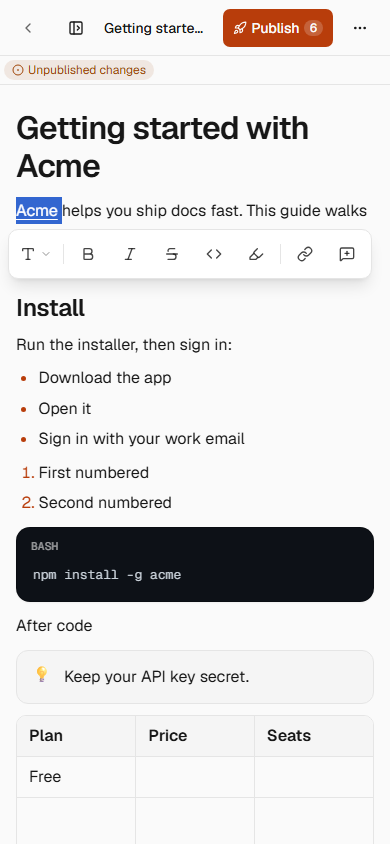 Getting starte...
Publish 6
Unpublished changes
Getting started with
Acme
Acme helps you ship docs fast. This guide walks
T B I S
Install
Run the installer, then sign in:
• Download the app
• Open it
• Sign in with your work email
1. First numbered
2. Second numbered
BASH
npm install -g acme
After code
Keep your API key secret.
Plan Price Seats
Free